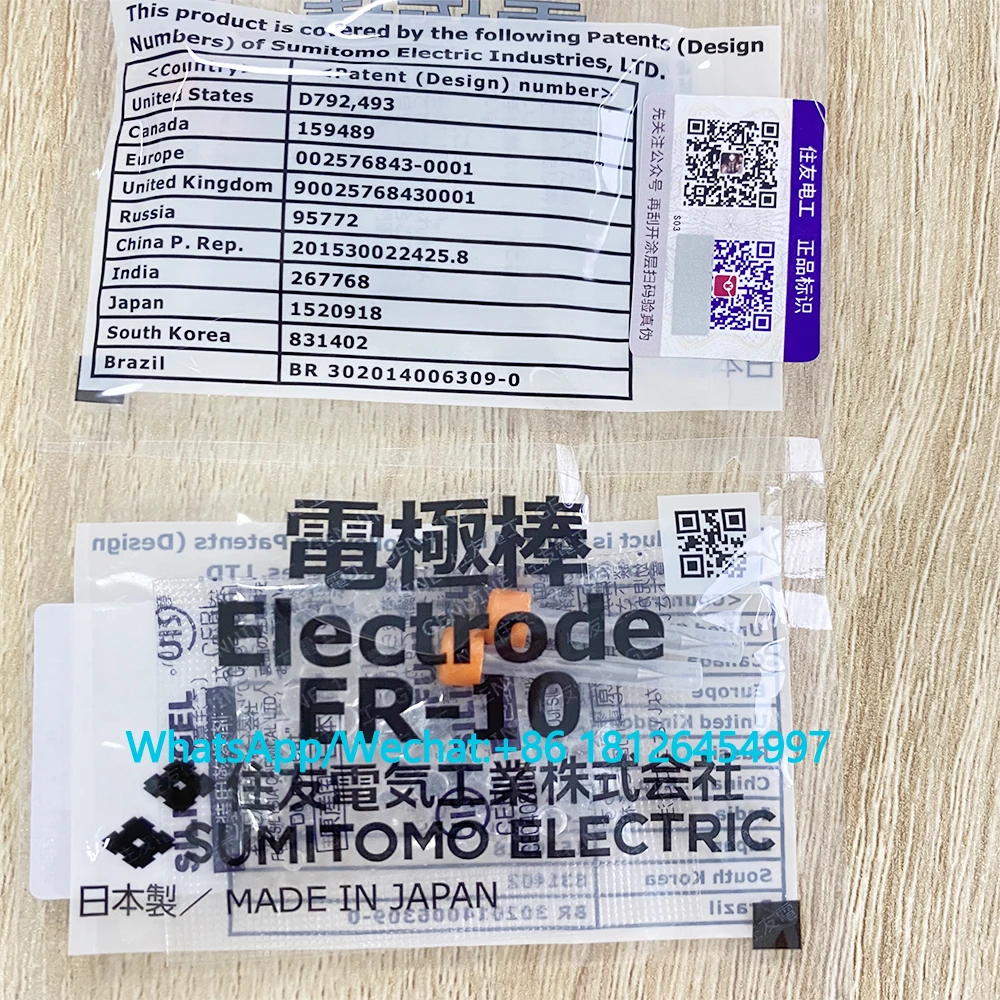 This product is covered by the following Patents (Design
Numbers) of Sumitomo Electric Industries, LTD.
<Country> <Patent (Design) number>
United States D792,493
Canada 159489
Europe 002576843-0001
United Kingdom 90025768430001
Russia 95772
China P. Rep. 201530022425.8
India 267768
Japan 1520918
South Korea 831402
Brazil BR 302014006309-0
先关注公众号 再刮开涂层扫码验真伪
S03
住友电工 正品标识
電極棒
Electrode
ER-10
WhatsApp/Wechat:+86 18126454997
住友電気工業株式会社
SUMITOMO ELECTRIC
日本製／MADE IN JAPAN